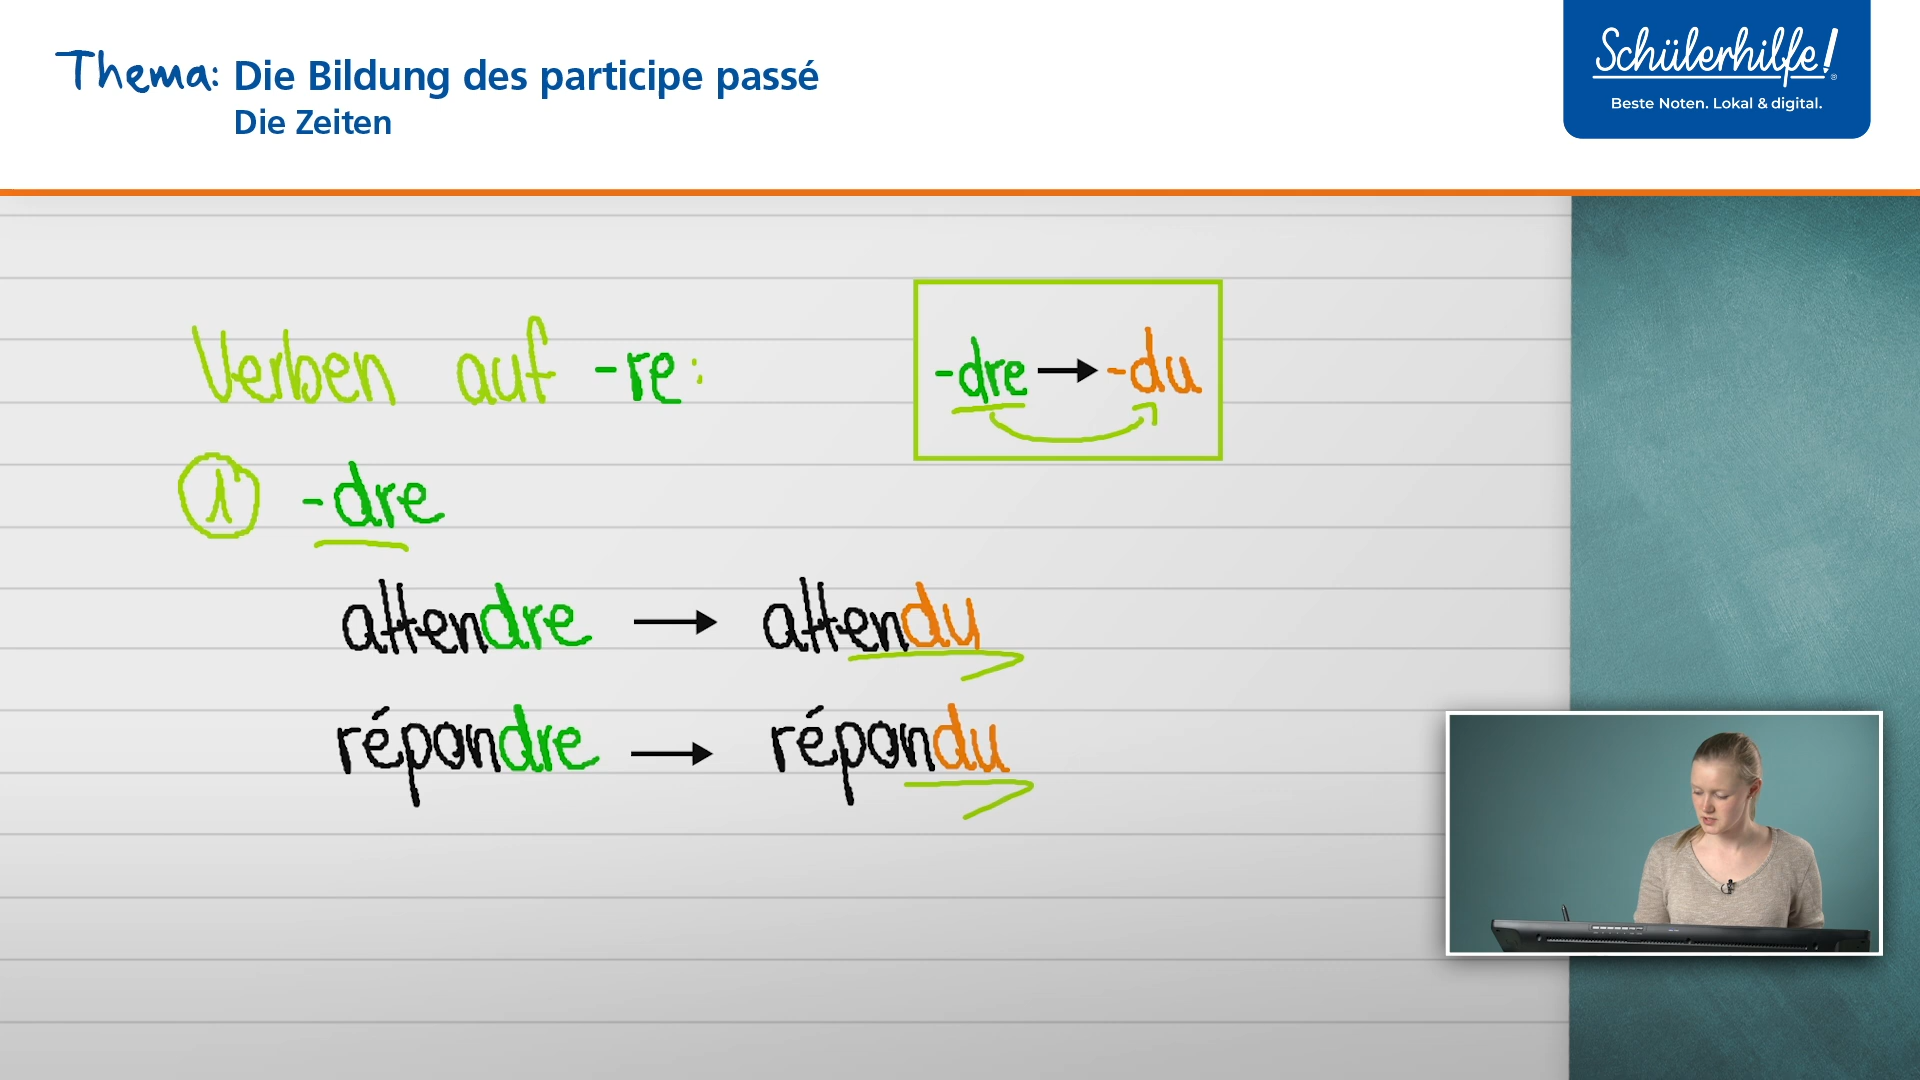 Thema: Die Bildung des participe passé
Die Zeiten
Schülerhilfe!
Beste Noten. Lokal & digital.
Verben auf -re:
-dre → -du
1 -dre
attendre → attendu
répondre → répondu